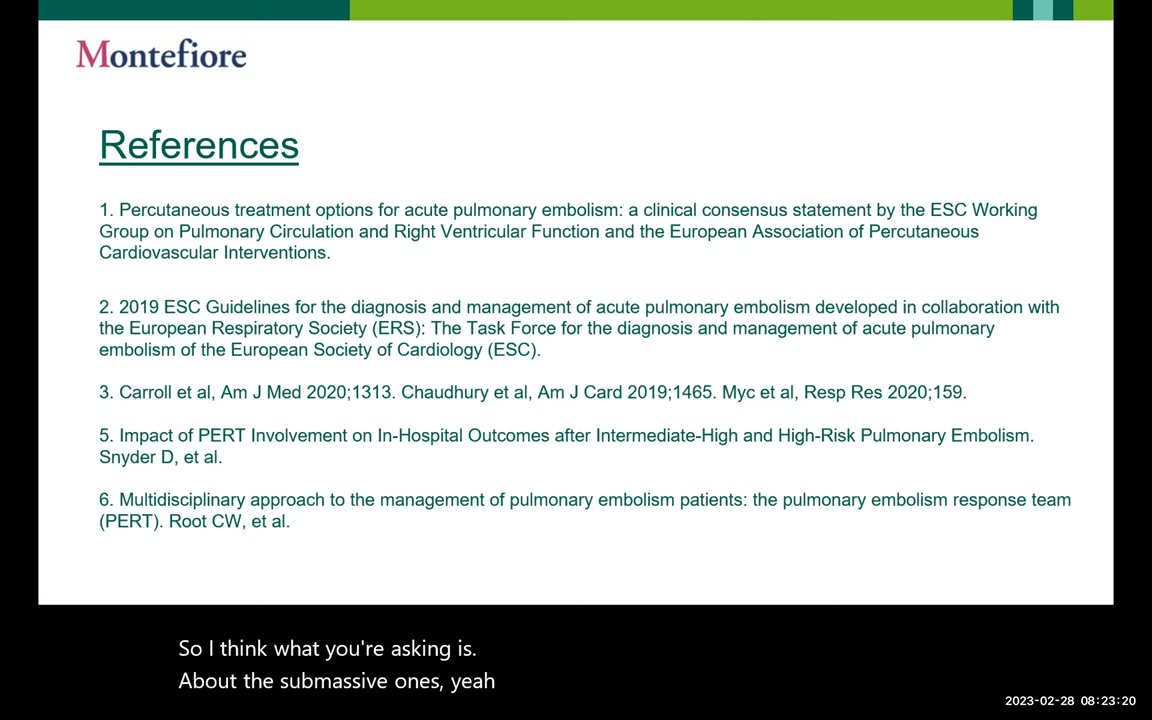 Montefiore
References
1. Percutaneous treatment options for acute pulmonary embolism: a clinical consensus statement by the ESC Working
Group on Pulmonary Circulation and Right Ventricular Function and the European Association of Percutaneous
Cardiovascular Interventions.
2. 2019 ESC Guidelines for the diagnosis and management of acute pulmonary embolism developed in collaboration with
the European Respiratory Society (ERS): The Task Force for the diagnosis and management of acute pulmonary
embolism of the European Society of Cardiology (ESC).
3. Carroll et al, Am J Med 2020;1313. Chaudhury et al, Am J Card 2019;1465. Myc et al, Resp Res 2020;159.
5. Impact of PERT Involvement on In-Hospital Outcomes after Intermediate-High and High-Risk Pulmonary Embolism.
Snyder D, et al.
6. Multidisciplinary approach to the management of pulmonary embolism patients: the pulmonary embolism response team
(PERT). Root CW, et al.
So I think what you're asking is.
About the submassive ones, yeah
2023-02-28 08:23:20